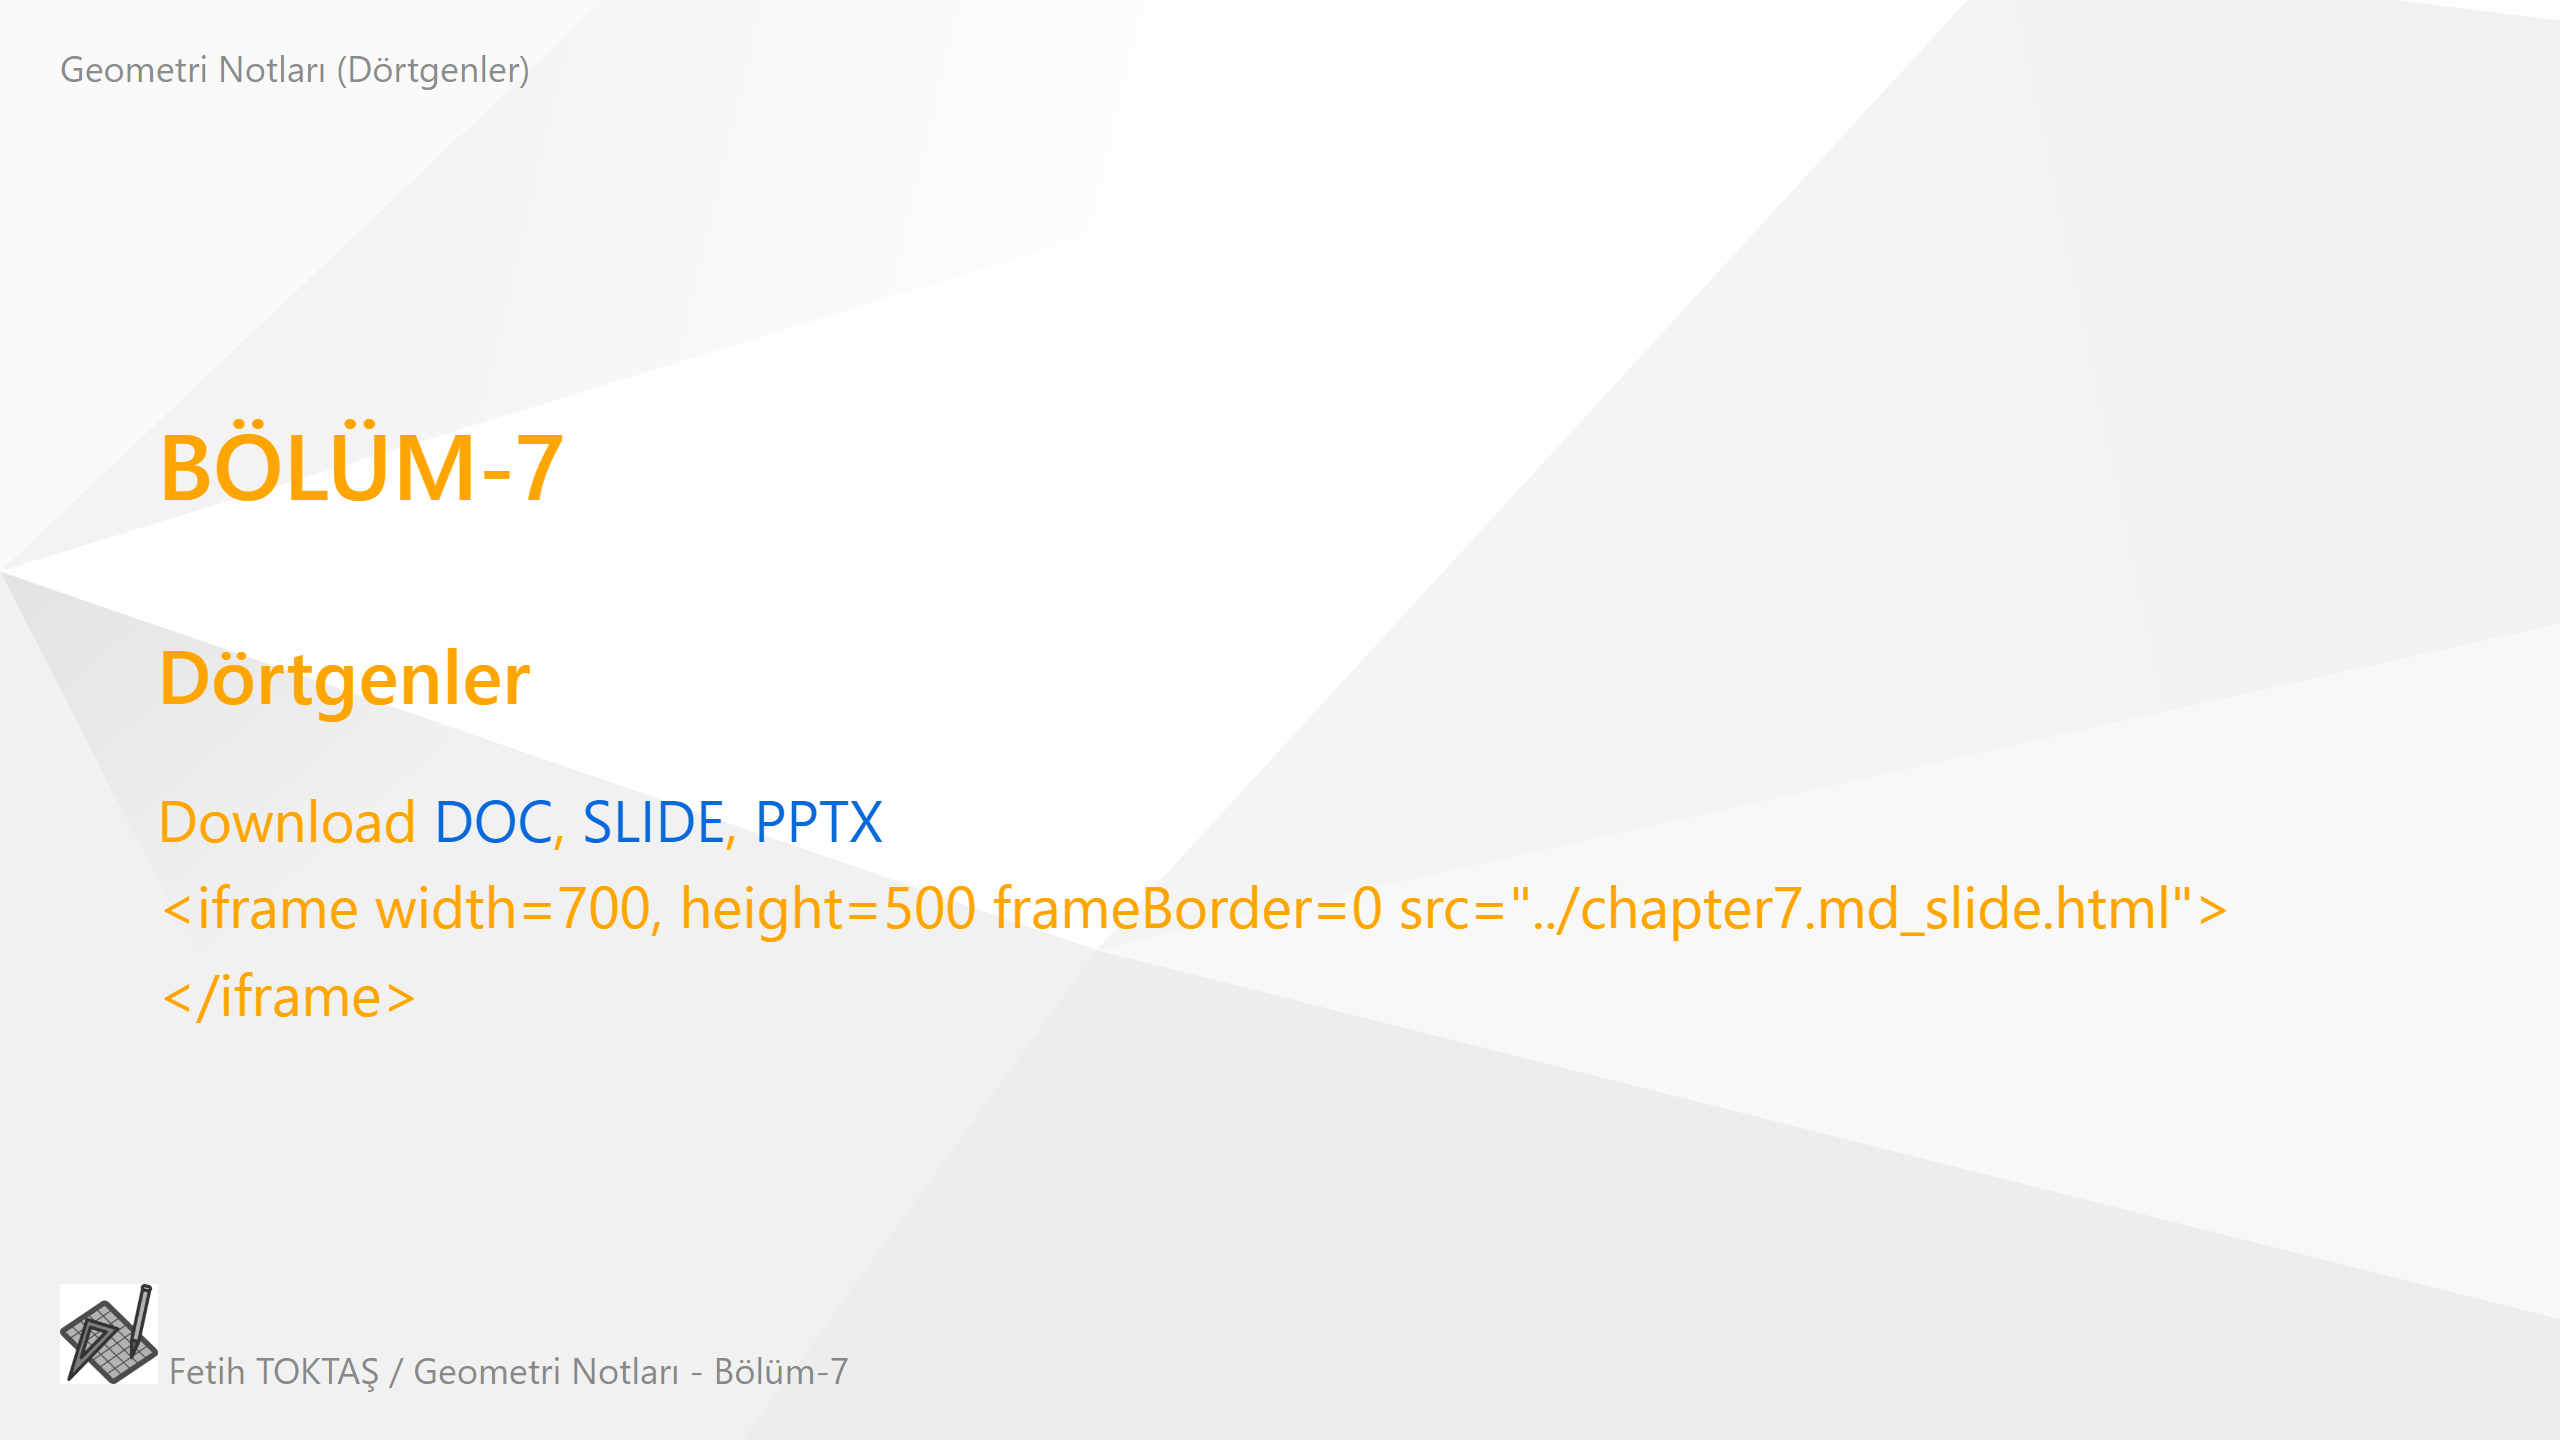 Geometri Notları (Dörtgenler)
BÖLÜM-7
Dörtgenler
Download DOC, SLIDE, PPTX
<iframe width=700, height=500 frameBorder=0 src="../chapter7.md_slide.html">
</iframe>
Fetih TOKTAŞ / Geometri Notları - Bölüm-7